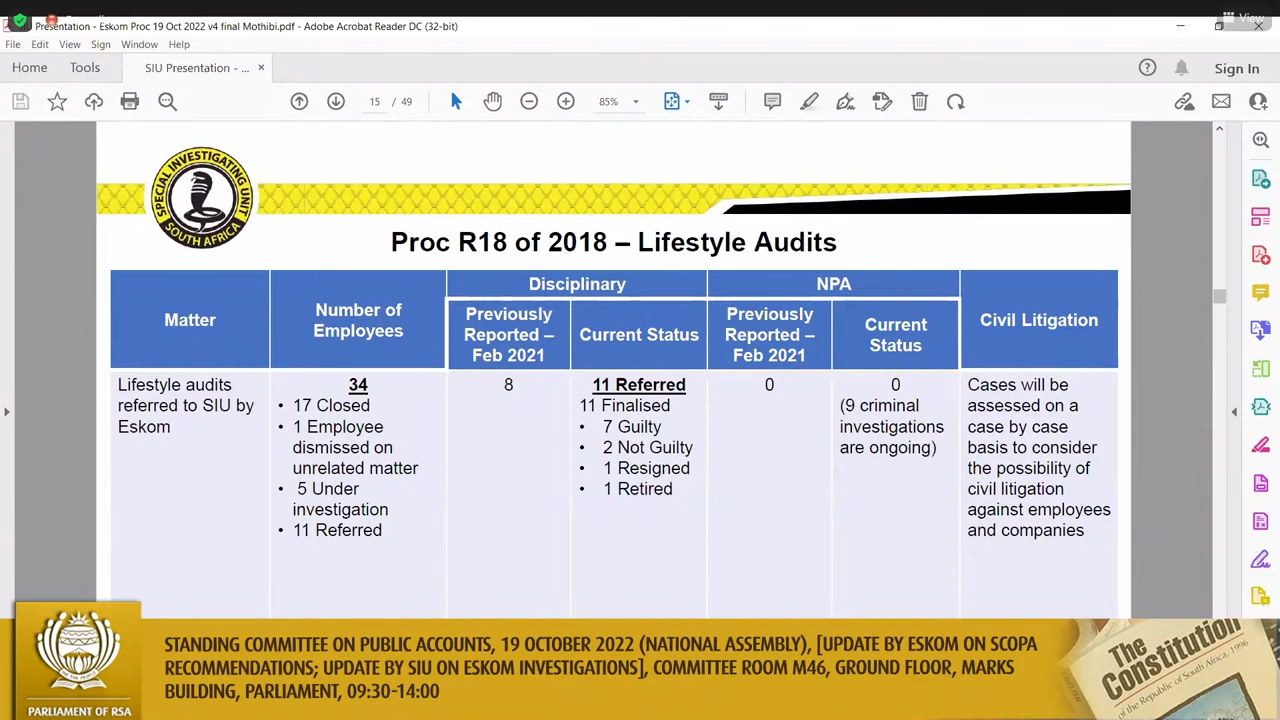 Presentation - Eskom Proc 19 Oct 2022 v4 final Mothibi.pdf - Adobe Acrobat Reader DC (32-bit)
View
File Edit View Sign Window Help
Home Tools SIU Presentation - ... × Sign In
15 / 49 85%
SPECIAL INVESTIGATING UNIT
SOUTH AFRICA
Proc R18 of 2018 – Lifestyle Audits
Matter
Number of
Employees
Disciplinary
NPA
Civil Litigation
Previously
Reported –
Feb 2021
Current Status
Previously
Reported –
Feb 2021
Current
Status
Lifestyle audits
referred to SIU by
Eskom
34
• 17 Closed
• 1 Employee
dismissed on
unrelated matter
• 5 Under
investigation
• 11 Referred
8
11 Referred
11 Finalised
• 7 Guilty
• 2 Not Guilty
• 1 Resigned
• 1 Retired
0
0
(9 criminal
investigations
are ongoing)
Cases will be
assessed on a
case by case
basis to consider
the possibility of
civil litigation
against employees
and companies
STANDING COMMITTEE ON PUBLIC ACCOUNTS, 19 OCTOBER 2022 (NATIONAL ASSEMBLY), [UPDATE BY ESKOM ON SCOPA
RECOMMENDATIONS; UPDATE BY SIU ON ESKOM INVESTIGATIONS], COMMITTEE ROOM M46, GROUND FLOOR, MARKS
BUILDING, PARLIAMENT, 09:30-14:00
PARLIAMENT OF RSA
The
Constitution
of the Republic of South Africa, 1996